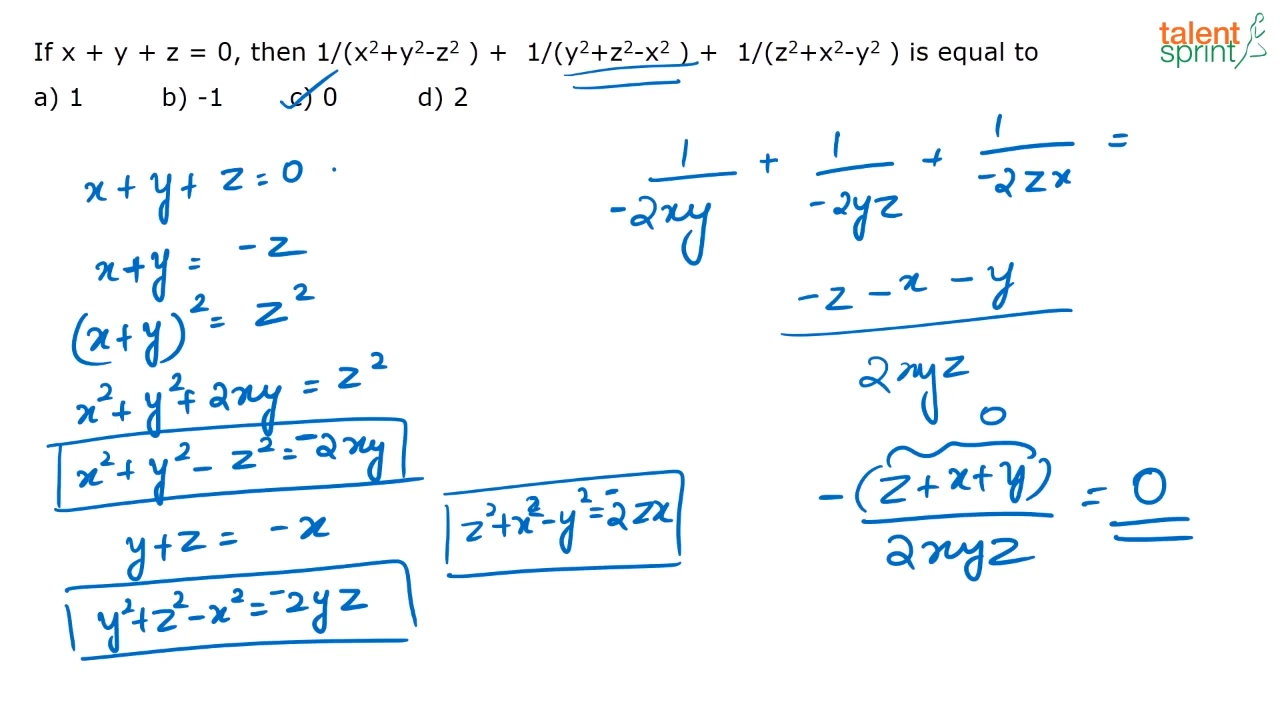 talent
sprint
If x + y + z = 0, then 1/(x²+y²-z² ) + 1/(y²+z²-x² ) + 1/(z²+x²-y² ) is equal to
a) 1 b) -1 c) 0 d) 2
x + y + z = 0
x+y = -z
(x+y)² = z²
x² + y² + 2xy = z²
x² + y² - z² = -2xy
y+z = -x
y²+z²-x² = -2yz
z²+x²-y² = -2zx
1/-2xy + 1/-2yz + 1/-2zx =
-z - x - y
2xyz
0
-(z+x+y) = 0
2xyz